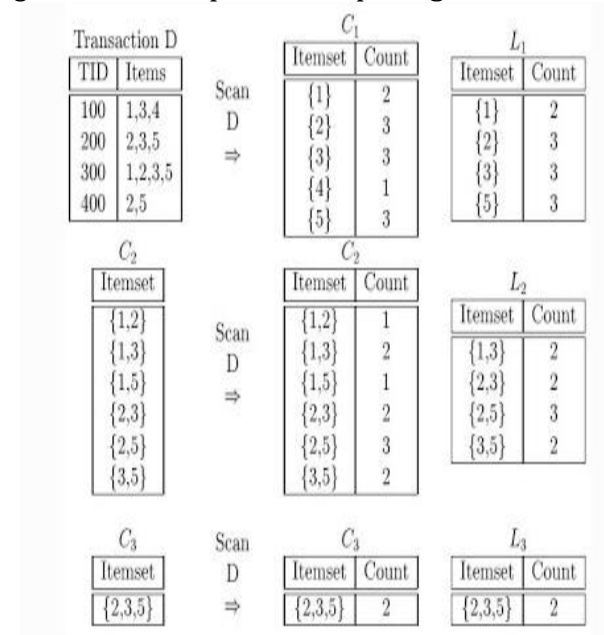 Transaction D
TID Items
100 1,3,4
200 2,3,5
300 1,2,3,5
400 2,5
Scan
D
⇒
C1
Itemset Count
{1} 2
{2} 3
{3} 3
{4} 1
{5} 3
L1
Itemset Count
{1} 2
{2} 3
{3} 3
{5} 3
C2
Itemset
{1,2}
{1,3}
{1,5}
{2,3}
{2,5}
{3,5}
Scan
D
⇒
C2
Itemset Count
{1,2} 1
{1,3} 2
{1,5} 1
{2,3} 2
{2,5} 3
{3,5} 2
L2
Itemset Count
{1,3} 2
{2,3} 2
{2,5} 3
{3,5} 2
C3
Itemset
{2,3,5}
Scan
D
⇒
C3
Itemset Count
{2,3,5} 2
L3
Itemset Count
{2,3,5} 2